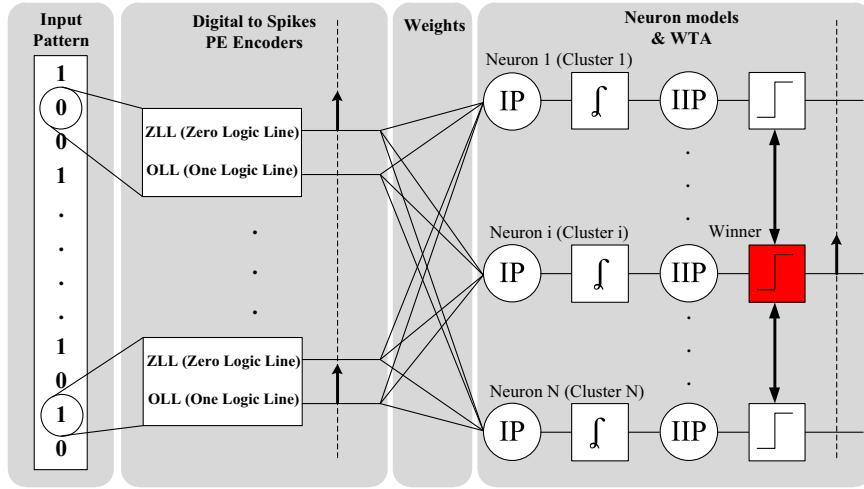 Input
Pattern
Digital to Spikes
PE Encoders
Weights
Neuron models
& WTA
1
0
0
1
.
.
.
.
1
0
1
0
ZLL (Zero Logic Line)
OLL (One Logic Line)
.
.
.
ZLL (Zero Logic Line)
OLL (One Logic Line)
Neuron 1 (Cluster 1)
IP
∫
IIP
.
.
.
Neuron i (Cluster i)
Winner
IP
∫
IIP
.
.
.
Neuron N (Cluster N)
IP
∫
IIP